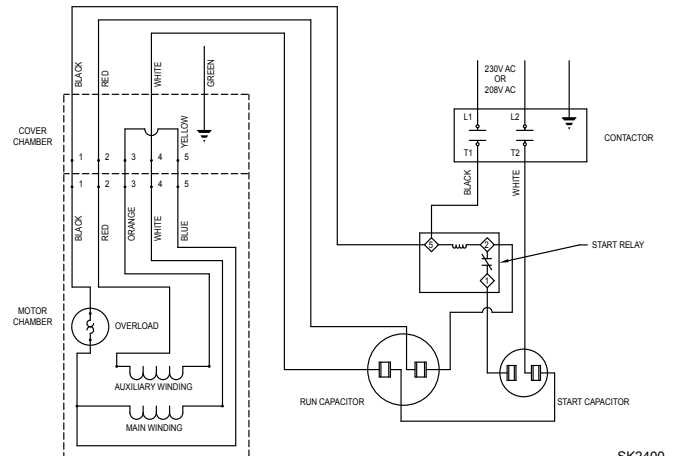 BLACK
RED
WHITE
GREEN
YELLOW
COVER
CHAMBER
1 2 3 4 5
1 2 3 4 5
BLACK
RED
ORANGE
WHITE
BLUE
MOTOR
CHAMBER
OVERLOAD
AUXILIARY WINDING
MAIN WINDING
230V AC
OR
208V AC
L1 L2
T1 T2
CONTACTOR
BLACK
WHITE
5 2
1
START RELAY
RUN CAPACITOR
START CAPACITOR
SK2400